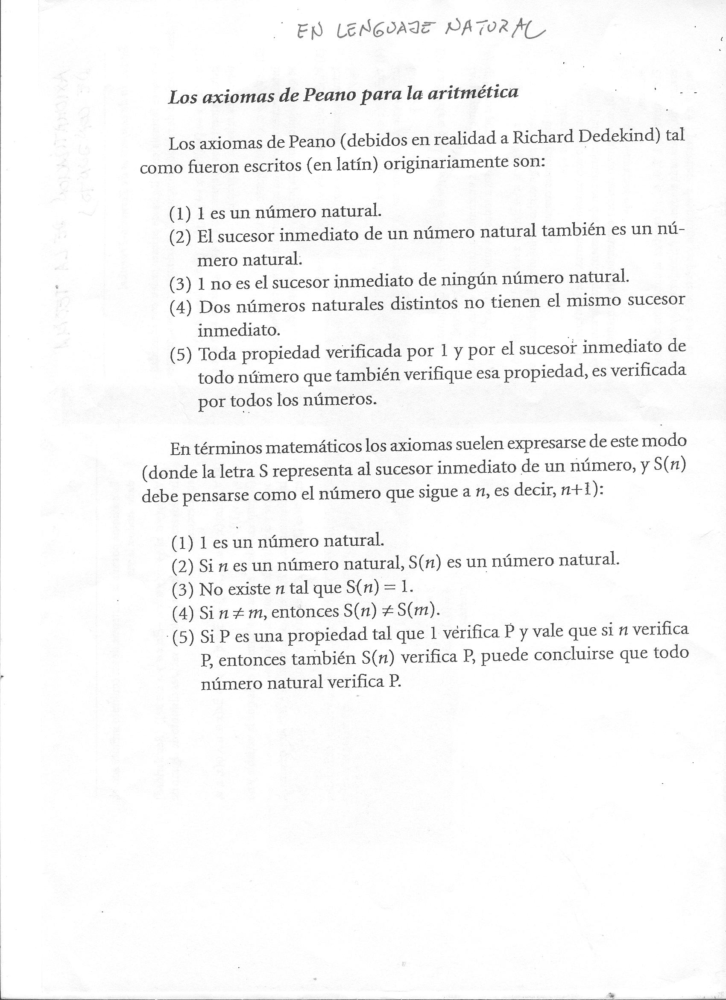 EN LENGUAJE NATURAL
Los axiomas de Peano para la aritmética
Los axiomas de Peano (debidos en realidad a Richard Dedekind) tal
como fueron escritos (en latín) originariamente son:
(1) 1 es un número natural.
(2) El sucesor inmediato de un número natural también es un nú-
mero natural.
(3) 1 no es el sucesor inmediato de ningún número natural.
(4) Dos números naturales distintos no tienen el mismo sucesor
inmediato.
(5) Toda propiedad verificada por 1 y por el sucesor inmediato de
todo número que también verifique esa propiedad, es verificada
por todos los números.
En términos matemáticos los axiomas suelen expresarse de este modo
(donde la letra S representa al sucesor inmediato de un número, y S(n)
debe pensarse como el número que sigue a n, es decir, n+1):
(1) 1 es un número natural.
(2) Si n es un número natural, S(n) es un número natural.
(3) No existe n tal que S(n) = 1.
(4) Si n ≠ m, entonces S(n) ≠ S(m).
(5) Si P es una propiedad tal que 1 verifica P y vale que si n verifica
P, entonces también S(n) verifica P, puede concluirse que todo
número natural verifica P.